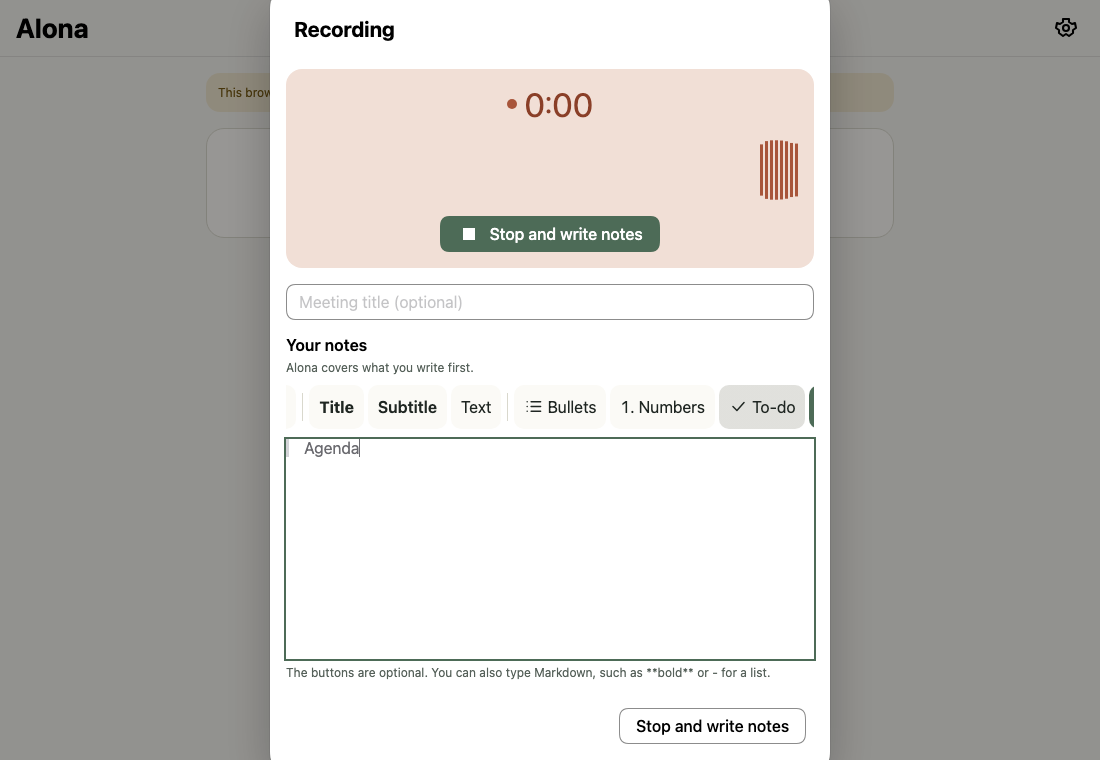 Alona
Recording
This brow
0:00
Stop and write notes
Meeting title (optional)
Your notes
Alona covers what you write first.
Title Subtitle Text Bullets 1. Numbers To-do
Agenda
The buttons are optional. You can also type Markdown, such as **bold** or - for a list.
Stop and write notes